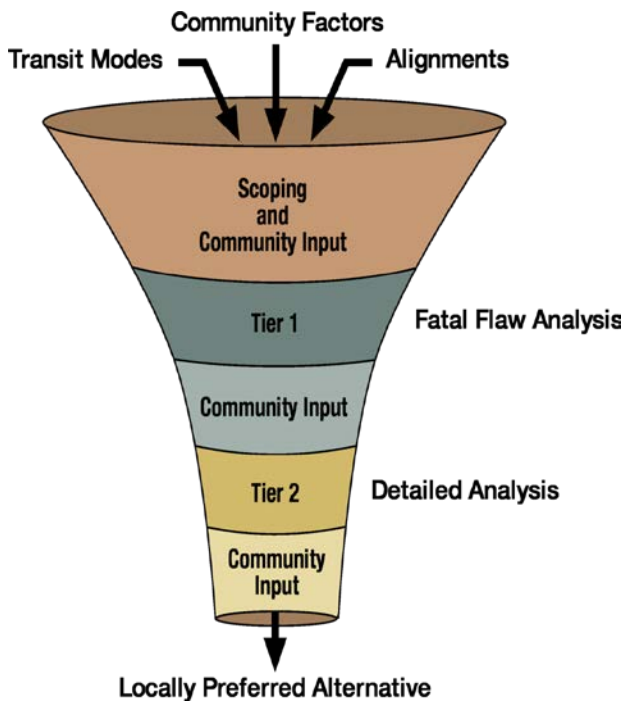 Community Factors
Transit Modes
Alignments
Scoping
and
Community Input
Tier 1
Fatal Flaw Analysis
Community Input
Tier 2
Detailed Analysis
Community
Input
Locally Preferred Alternative